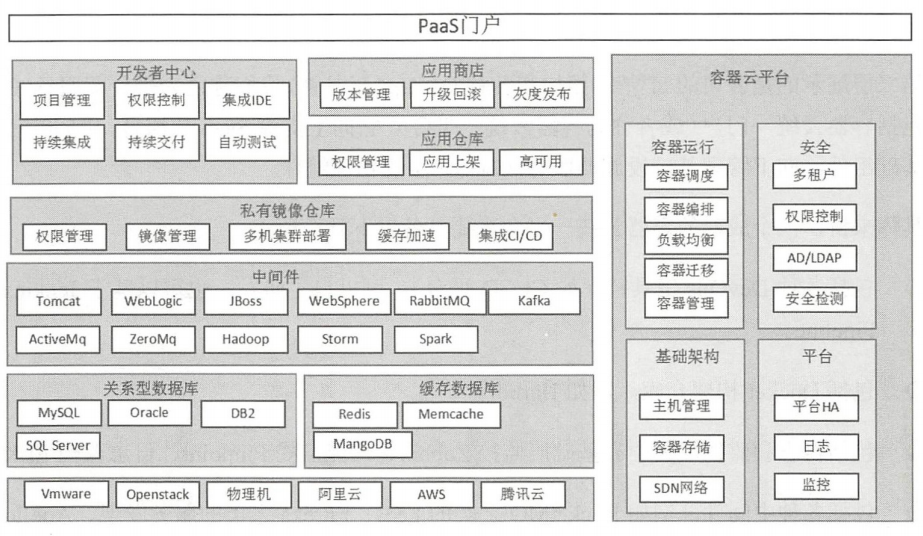 PaaS门户
开发者中心
项目管理 权限控制 集成IDE
持续集成 持续交付 自动测试
应用商店
版本管理 升级回滚 灰度发布
应用仓库
权限管理 应用上架 高可用
私有镜像仓库
权限管理 镜像管理 多机集群部署 缓存加速 集成CI/CD
中间件
Tomcat WebLogic JBoss WebSphere RabbitMQ Kafka
ActiveMq ZeroMq Hadoop Storm Spark
关系型数据库
MySQL Oracle DB2
SQL Server
缓存数据库
Redis Memcache
MangoDB
Vmware Openstack 物理机 阿里云 AWS 腾讯云
容器云平台
容器运行
容器调度
容器编排
负载均衡
容器迁移
容器管理
安全
多租户
权限控制
AD/LDAP
安全检测
基础架构
主机管理
容器存储
SDN网络
平台
平台HA
日志
监控